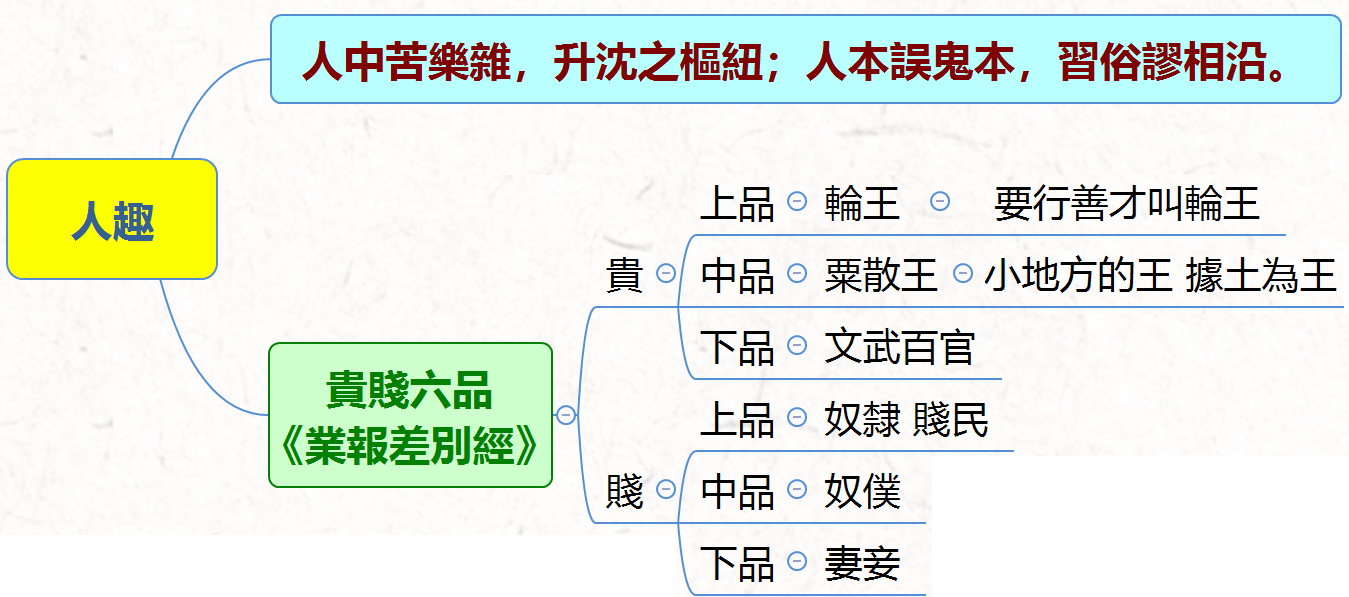 人中苦樂雜，升沈之樞紐；人本誤鬼本，習俗謬相沿。
人趣
貴賤六品
《業報差別經》
貴
上品 輪王 要行善才叫輪王
中品 粟散王 小地方的王 據土為王
下品 文武百官
賤
上品 奴隸 賤民
中品 奴僕
下品 妻妾